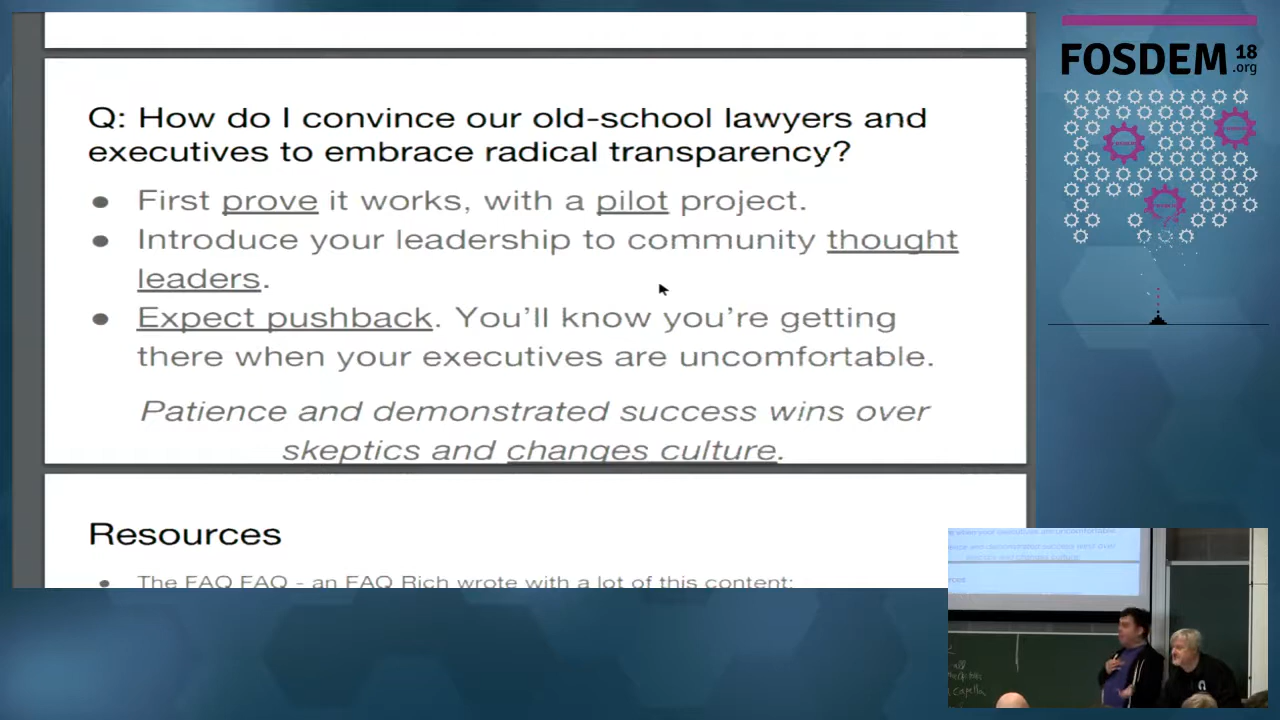 Q: How do I convince our old-school lawyers and
executives to embrace radical transparency?
● First prove it works, with a pilot project.
● Introduce your leadership to community thought
leaders.
● Expect pushback. You'll know you're getting
there when your executives are uncomfortable.
Patience and demonstrated success wins over
skeptics and changes culture.
Resources
● The FAQ FAQ - an FAQ Rich wrote with a lot of this content:
FOSDEM 18
.org